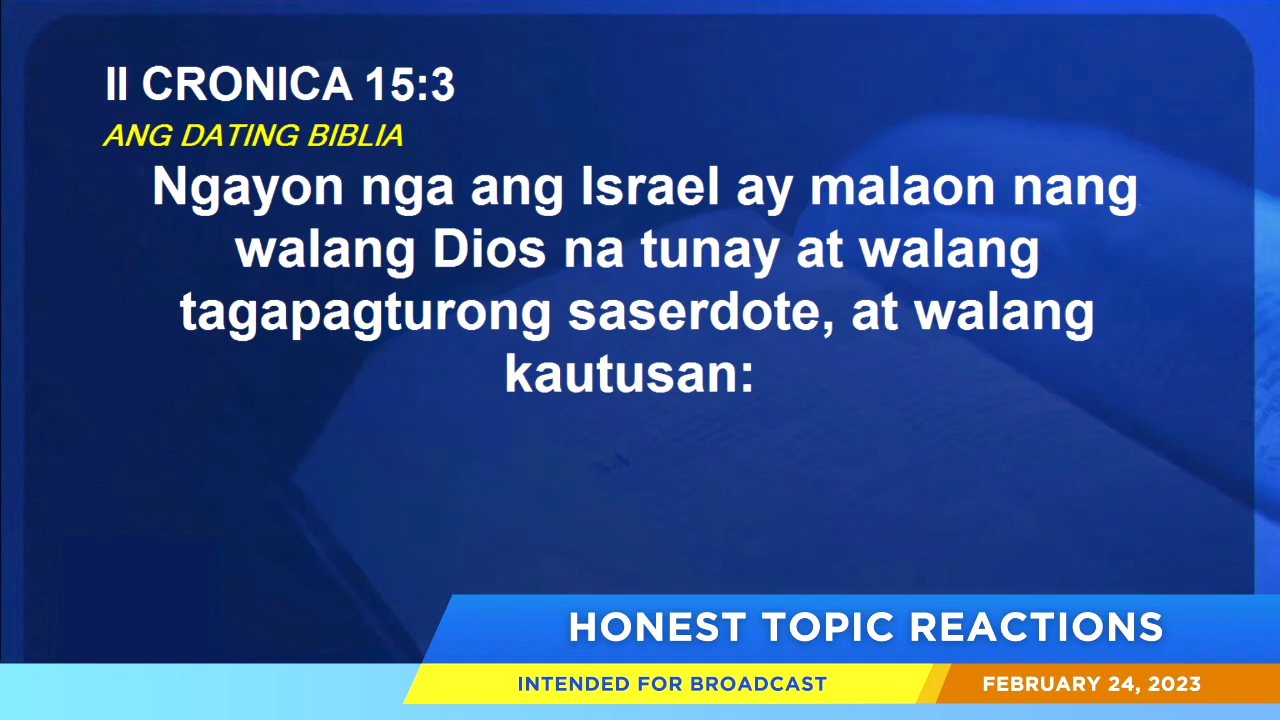 II CRONICA 15:3
ANG DATING BIBLIA
Ngayon nga ang Israel ay malaon nang
walang Dios na tunay at walang
tagapagturong saserdote, at walang
kautusan:
HONEST TOPIC REACTIONS
INTENDED FOR BROADCAST
FEBRUARY 24, 2023